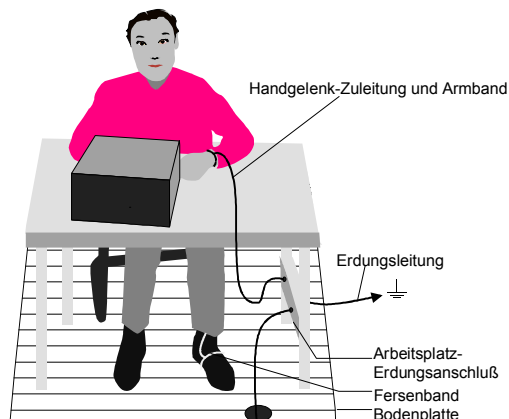 Handgelenk-Zuleitung und Armband
Erdungsleitung
Arbeitsplatz-
Erdungsanschluß
Fersenband
Bodenplatte